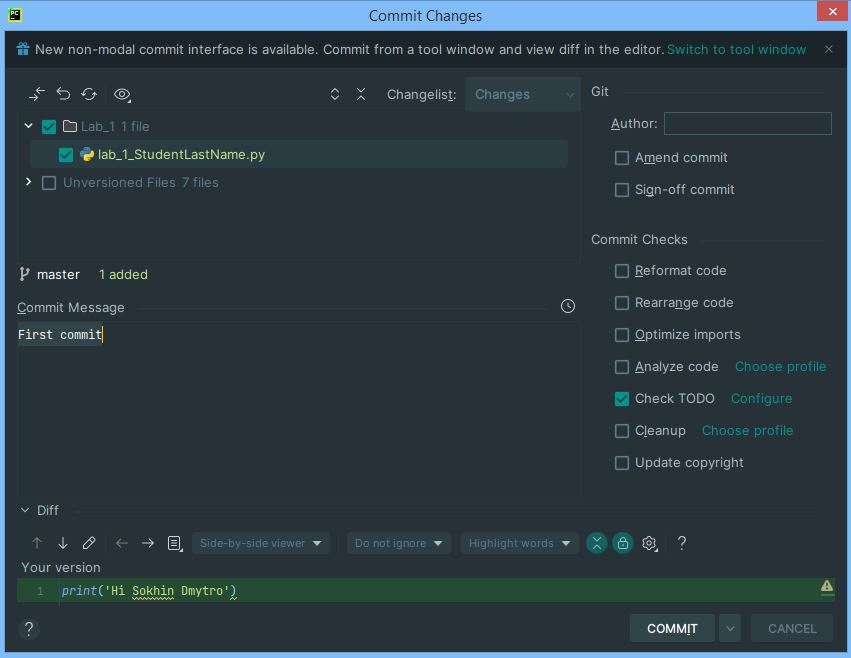 PC
Commit Changes
New non-modal commit interface is available. Commit from a tool window and view diff in the editor. Switch to tool window
Changelist: Changes
Git
Lab_1 1 file
Author:
lab_1_StudentLastName.py
Amend commit
Unversioned Files 7 files
Sign-off commit
Commit Checks
master 1 added
Reformat code
Commit Message
Rearrange code
First commit
Optimize imports
Analyze code Choose profile
Check TODO Configure
Cleanup Choose profile
Update copyright
Diff
Side-by-side viewer
Do not ignore
Highlight words
?
Your version
1 print('Hi Sokhin Dmytro')
?
COMMIT
CANCEL